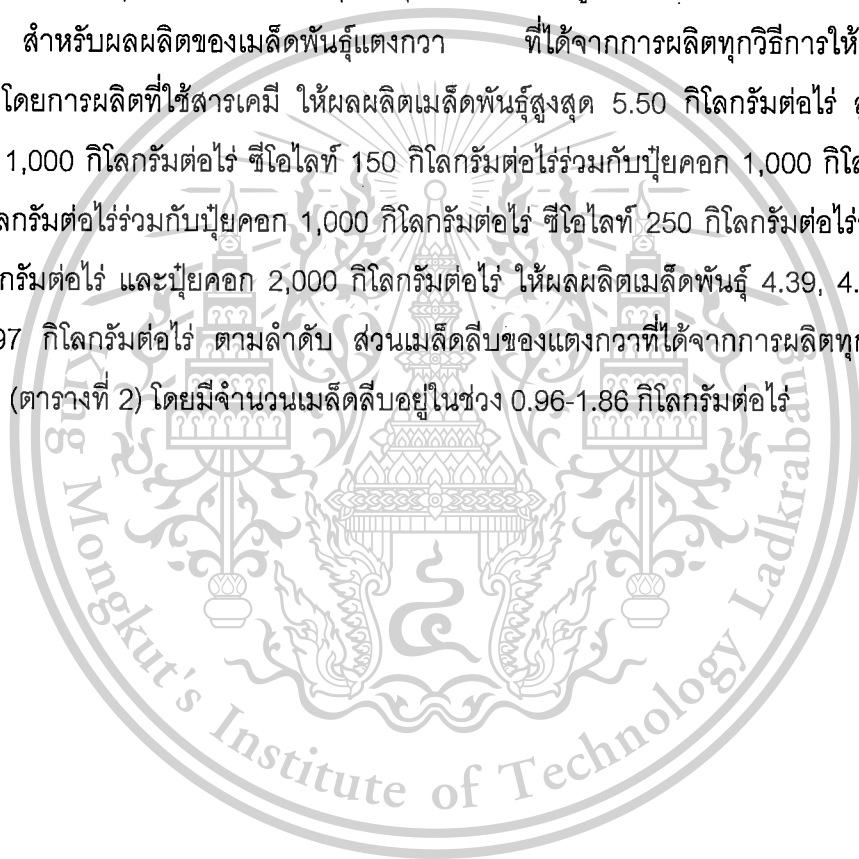 สำหรับผลผลิตของเมล็ดพันธุ์แตงกวา ที่ได้จากการผลิตทุกวิธีการให้
โดยการผลิตที่ใช้สารเคมี ให้ผลผลิตเมล็ดพันธุ์สูงสุด 5.50 กิโลกรัมต่อไร่
1,000 กิโลกรัมต่อไร่ ซีโอไลท์ 150 กิโลกรัมต่อไร่ร่วมกับปุ๋ยคอก 1,000 กิโล
ลกรัมต่อไร่ร่วมกับปุ๋ยคอก 1,000 กิโลกรัมต่อไร่ ซีโอไลท์ 250 กิโลกรัมต่อไร่
กรัมต่อไร่ และปุ๋ยคอก 2,000 กิโลกรัมต่อไร่ ให้ผลผลิตเมล็ดพันธุ์ 4.39, 4.
97 กิโลกรัมต่อไร่ ตามลำดับ ส่วนเมล็ดลีบของแตงกวาที่ได้จากการผลิตทุก
(ตารางที่ 2) โดยมีจำนวนเมล็ดลีบอยู่ในช่วง 0.96-1.86 กิโลกรัมต่อไร่
King Mongkut's Institute of Technology Ladkrabang